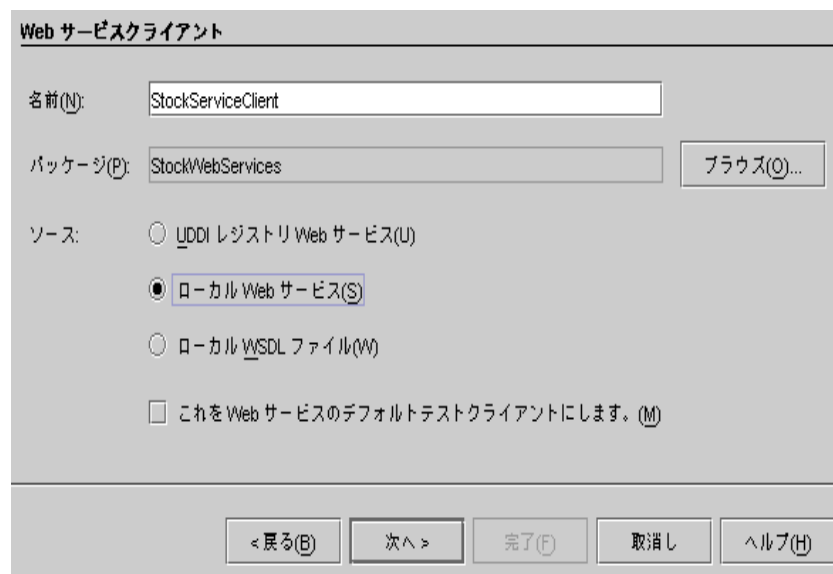 Web サービスクライアント
名前(N): StockServiceClient
パッケージ(P): StockWebServices ブラウズ(O)...
ソース: UDDI レジストリ Web サービス(U)
ローカル Web サービス(S)
ローカル WSDL ファイル(W)
これを Web サービスのデフォルトテストクライアントにします。(M)
< 戻る(B) 次へ > 完了(F) 取消し ヘルプ(H)